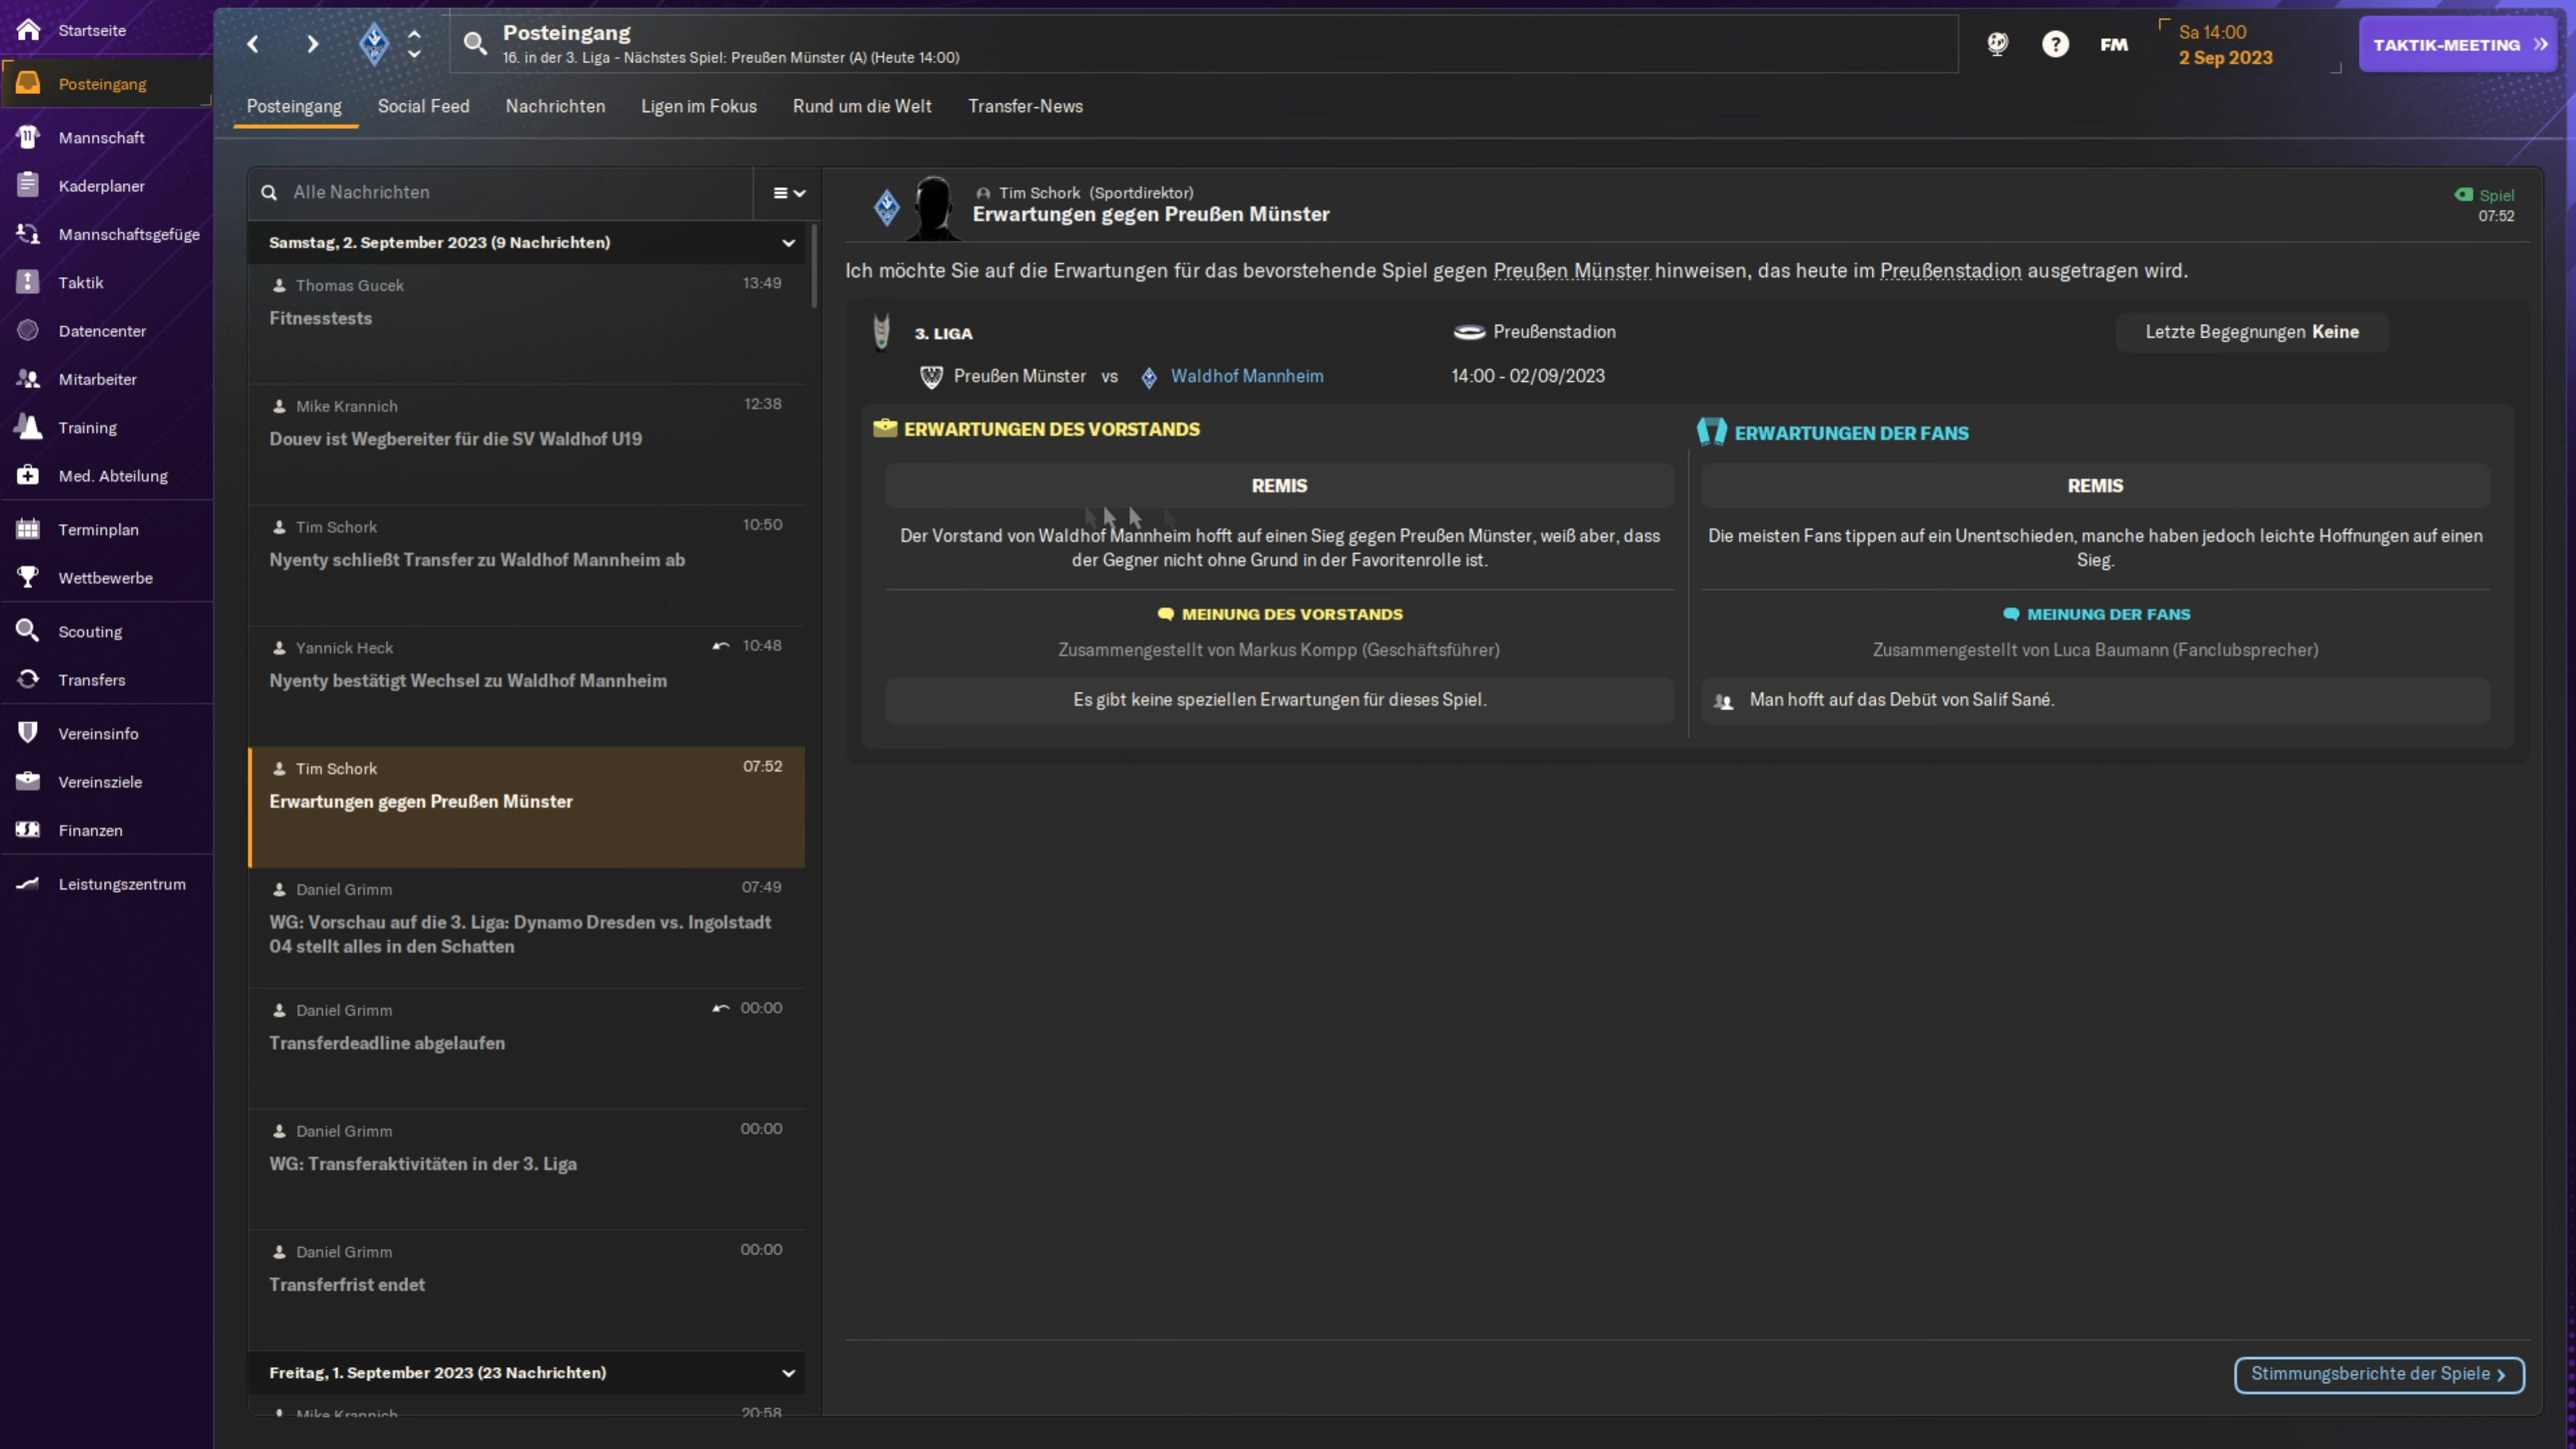 Startseite
Posteingang
Mannschaft
Kaderplaner
Mannschaftsgefüge
Taktik
Datencenter
Mitarbeiter
Training
Med. Abteilung
Terminplan
Wettbewerbe
Scouting
Transfers
Vereinsinfo
Vereinsziele
Finanzen
Leistungszentrum
Posteingang
16. in der 3. Liga - Nächstes Spiel: Preußen Münster (A) (Heute 14:00)
FM
Sa 14:00
2 Sep 2023
TAKTIK-MEETING
Posteingang Social Feed Nachrichten Ligen im Fokus Rund um die Welt Transfer-News
Alle Nachrichten
Samstag, 2. September 2023 (9 Nachrichten)
Thomas Gucek 13:49
Fitnesstests
Mike Krannich 12:38
Douev ist Wegbereiter für die SV Waldhof U19
Tim Schork 10:50
Nyenty schließt Transfer zu Waldhof Mannheim ab
Yannick Heck 10:48
Nyenty bestätigt Wechsel zu Waldhof Mannheim
Tim Schork 07:52
Erwartungen gegen Preußen Münster
Daniel Grimm 07:49
WG: Vorschau auf die 3. Liga: Dynamo Dresden vs. Ingolstadt
04 stellt alles in den Schatten
Daniel Grimm 00:00
Transferdeadline abgelaufen
Daniel Grimm 00:00
WG: Transferaktivitäten in der 3. Liga
Daniel Grimm 00:00
Transferfrist endet
Freitag, 1. September 2023 (23 Nachrichten)
Mike Krannich 20:58
Tim Schork (Sportdirektor)
Erwartungen gegen Preußen Münster
Spiel
07:52
Ich möchte Sie auf die Erwartungen für das bevorstehende Spiel gegen Preußen Münster hinweisen, das heute im Preußenstadion ausgetragen wird.
3. LIGA
Preußenstadion
Letzte Begegnungen Keine
Preußen Münster vs Waldhof Mannheim
14:00 - 02/09/2023
ERWARTUNGEN DES VORSTANDS
REMIS
Der Vorstand von Waldhof Mannheim hofft auf einen Sieg gegen Preußen Münster, weiß aber, dass
der Gegner nicht ohne Grund in der Favoritenrolle ist.
MEINUNG DES VORSTANDS
Zusammengestellt von Markus Kompp (Geschäftsführer)
Es gibt keine speziellen Erwartungen für dieses Spiel.
ERWARTUNGEN DER FANS
REMIS
Die meisten Fans tippen auf ein Unentschieden, manche haben jedoch leichte Hoffnungen auf einen
Sieg.
MEINUNG DER FANS
Zusammengestellt von Luca Baumann (Fanclubsprecher)
Man hofft auf das Debüt von Salif Sané.
Stimmungsberichte der Spiele